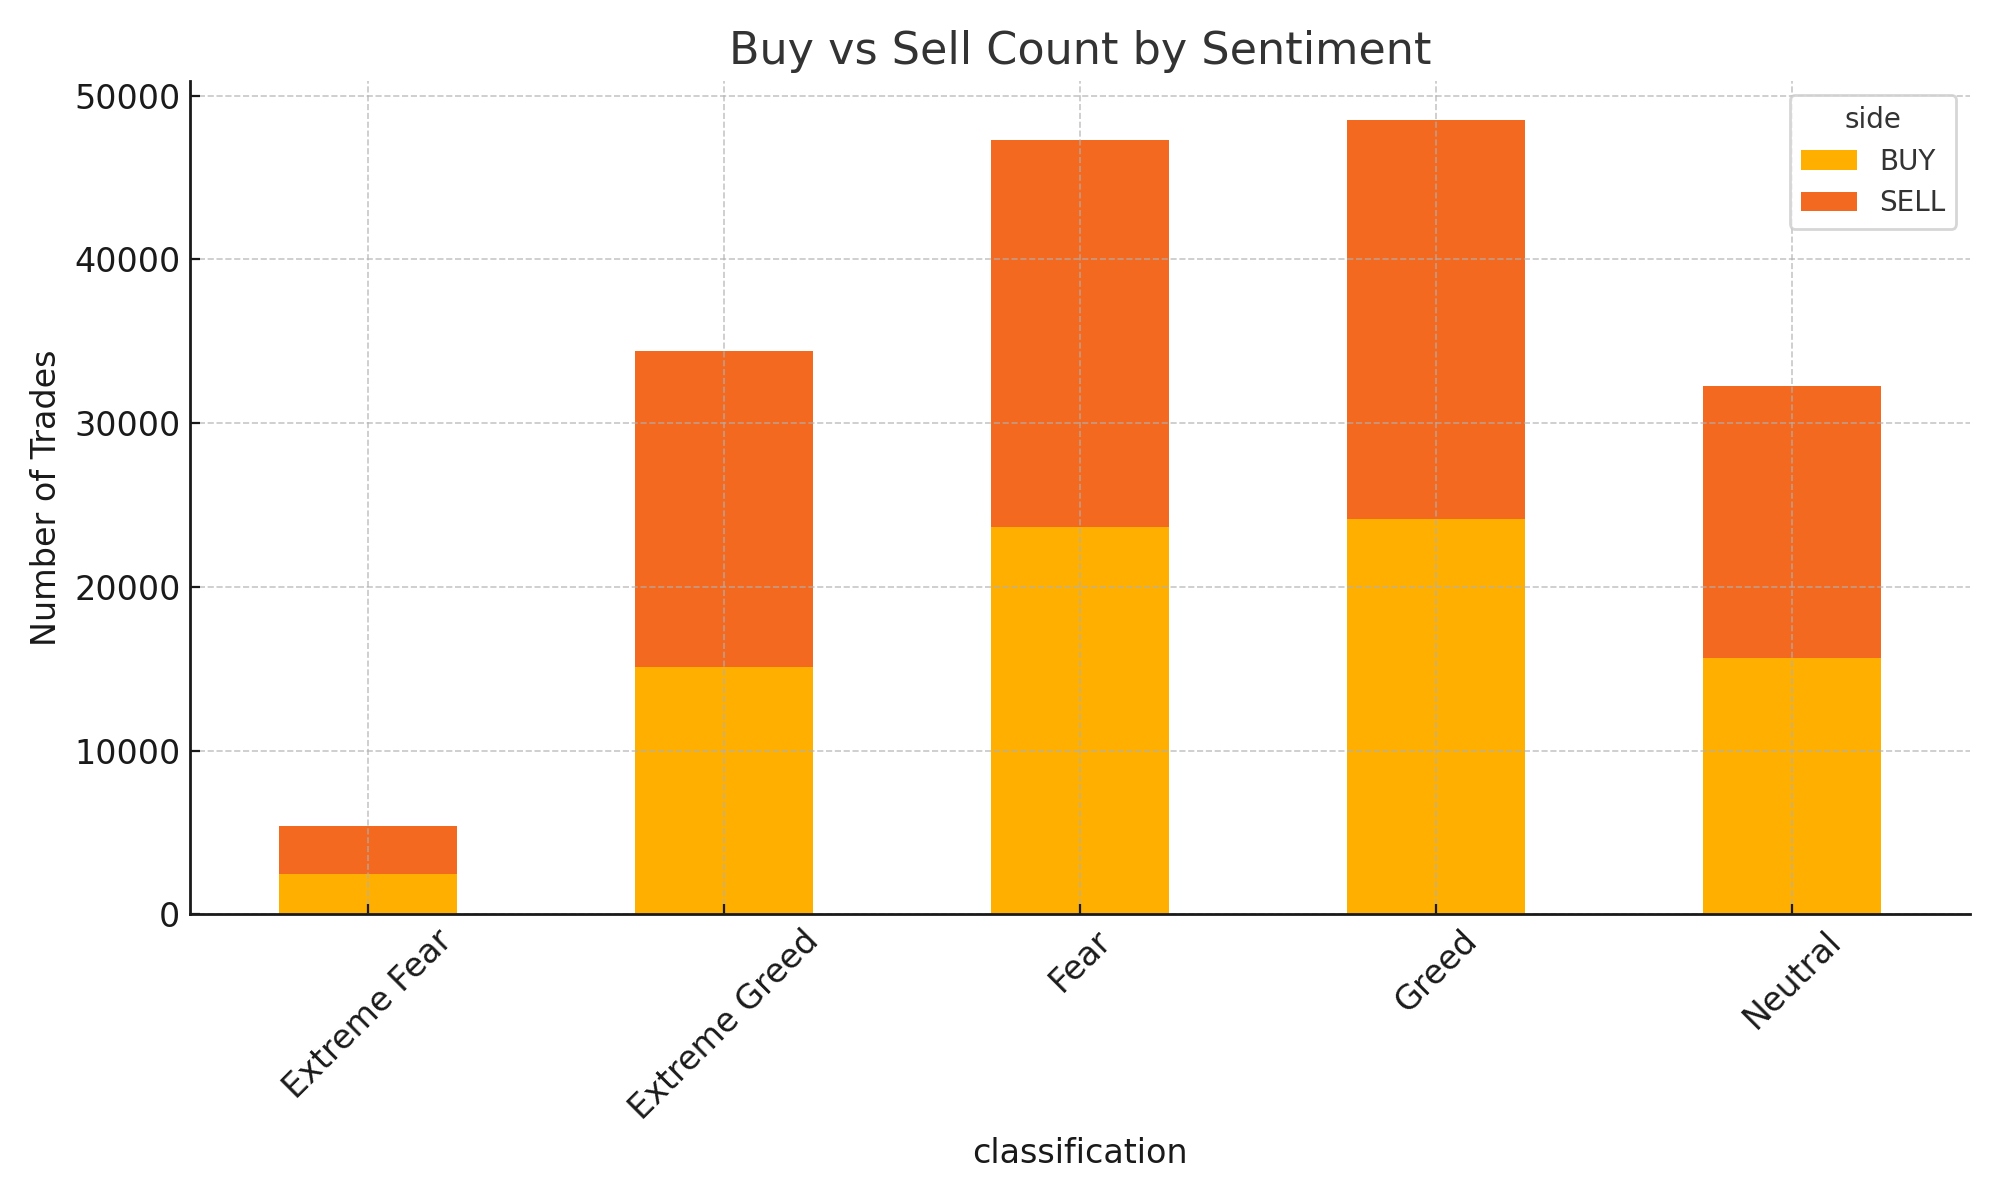 Buy vs Sell Count by Sentiment
side
BUY
SELL
Number of Trades
50000
40000
30000
20000
10000
0
Extreme Fear
Extreme Greed
Fear
Greed
Neutral
classification